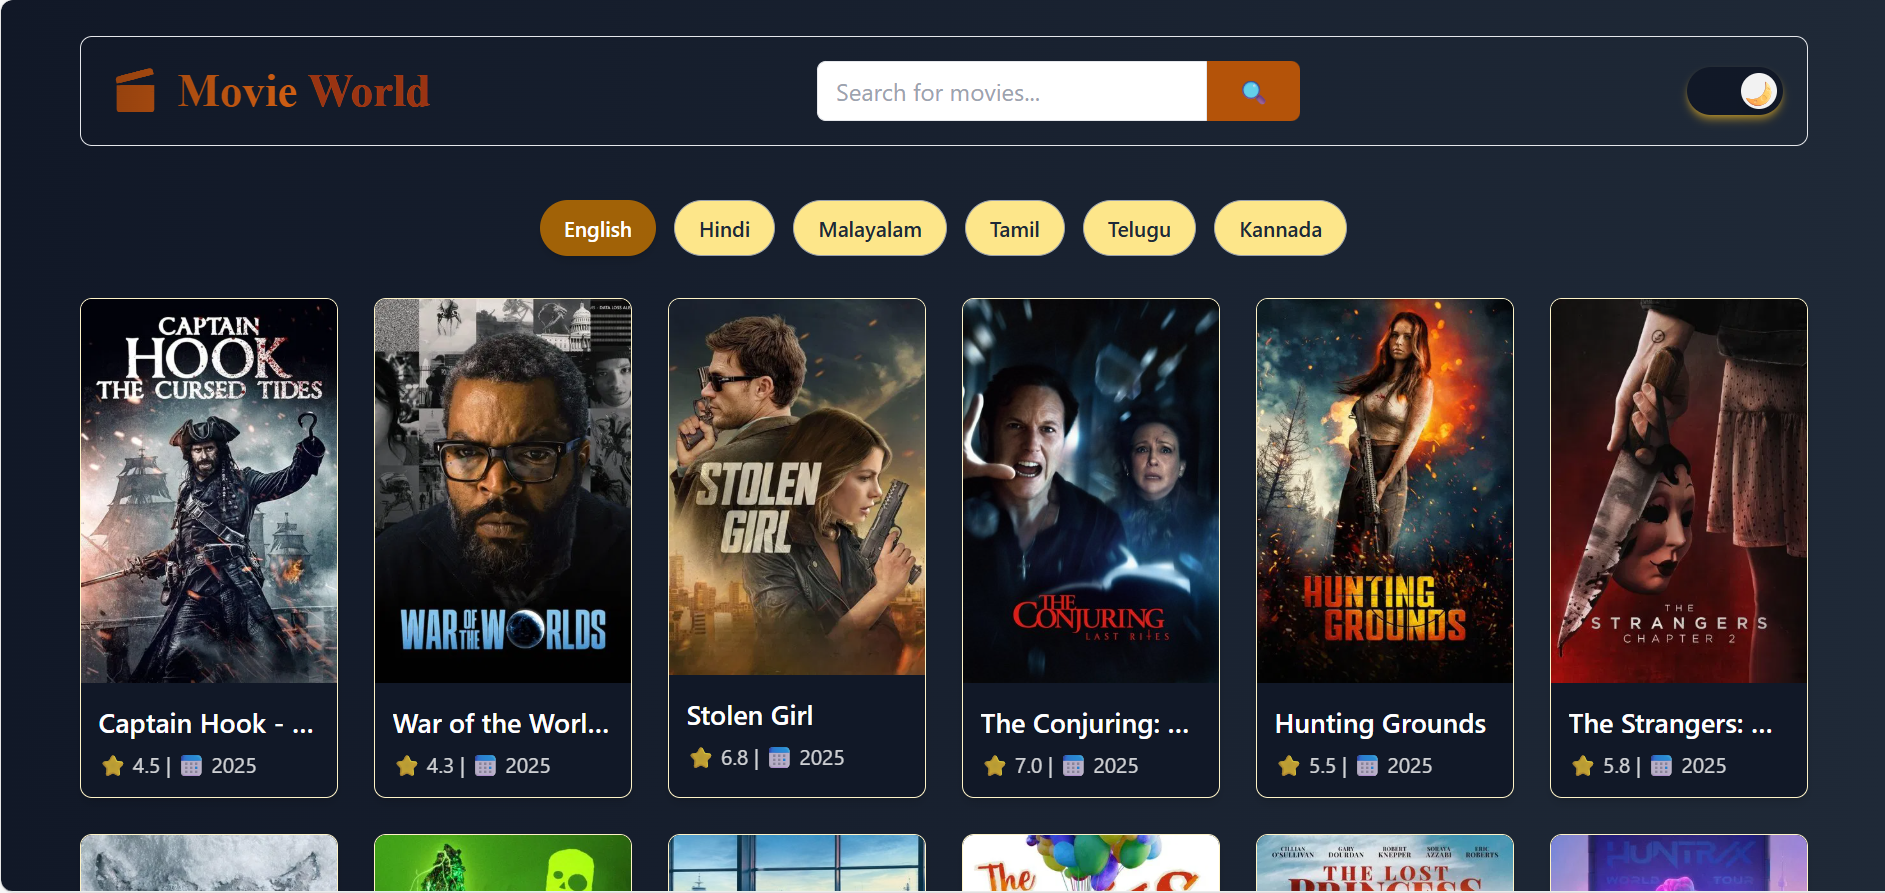 Movie World
Search for movies...
English
Hindi
Malayalam
Tamil
Telugu
Kannada
CAPTAIN
HOOK
THE CURSED TIDES
Captain Hook - ...
4.5 | 2025
DATA LOSS
WAR OF THE WORLDS
War of the Worl...
4.3 | 2025
STOLEN
GIRL
Stolen Girl
6.8 | 2025
THE
CONJURING
LAST RITES
The Conjuring: ...
7.0 | 2025
HUNTING
GROUNDS
Hunting Grounds
5.5 | 2025
THE
STRANGERS
CHAPTER 2
The Strangers: ...
5.8 | 2025
The
CILLIAN O'SULLIVAN GARY DOURDAN ROBERT KNEPPER SORAYA AZZABI ERIC ROBERTS
THE LOST
PRINCESS
HUNTR/X
WORLD TOUR